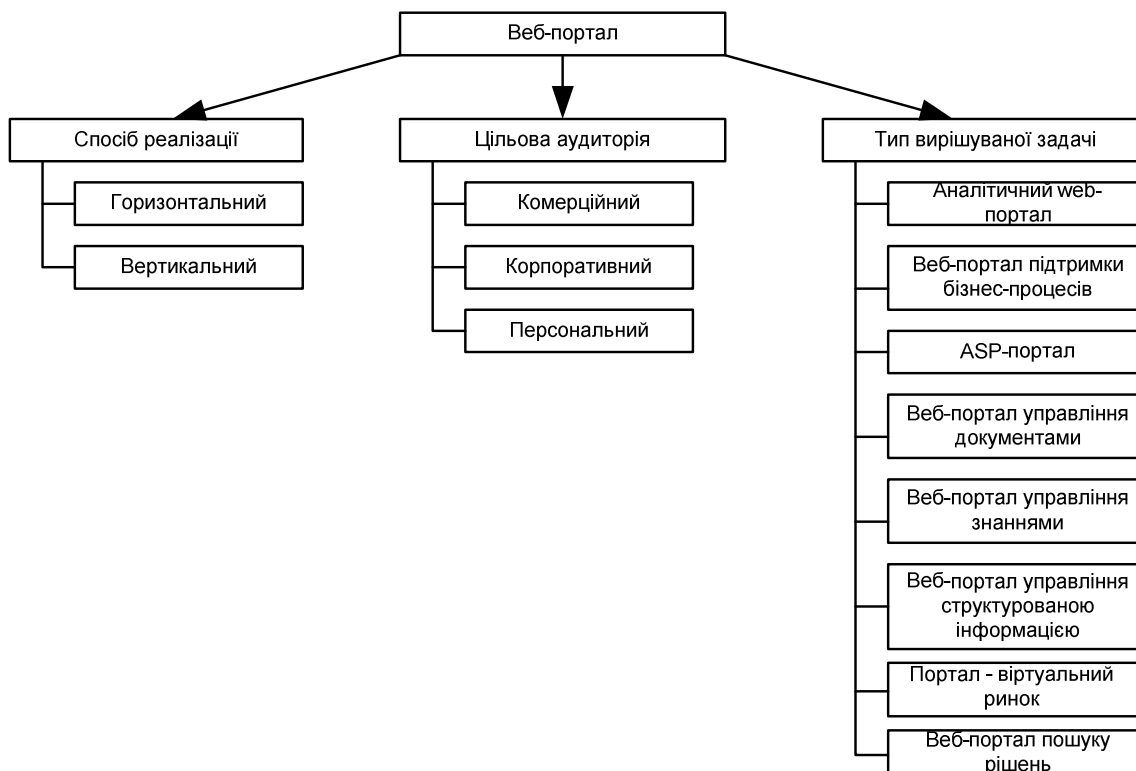 Веб-портал
Спосіб реалізації
Горизонтальний
Вертикальний
Цільова аудиторія
Комерційний
Корпоративний
Персональний
Тип вирішуваної задачі
Аналітичний web-
портал
Веб-портал підтримки
бізнес-процесів
ASP-портал
Веб-портал управління
документами
Веб-портал управління
знаннями
Веб-портал управління
структурованою
інформацією
Портал - віртуальний
ринок
Веб-портал пошуку
рішень